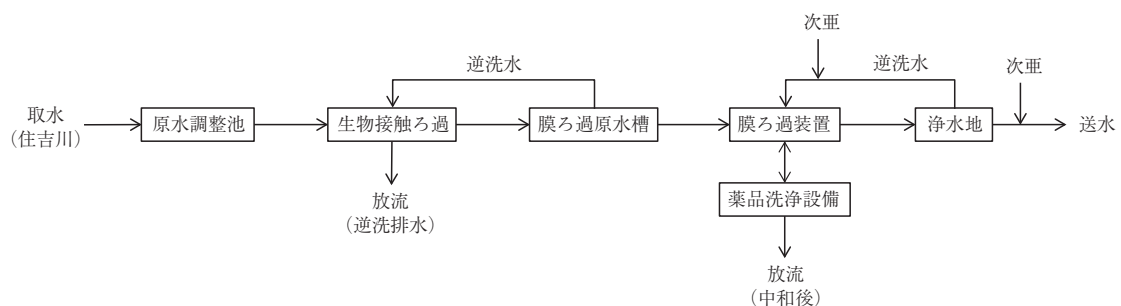 次亜
逆洗水
逆洗水
次亜
取水
(住吉川)
原水調整池
生物接触ろ過
膜ろ過原水槽
膜ろ過装置
浄水地
送水
放流
(逆洗排水)
薬品洗浄設備
放流
(中和後)